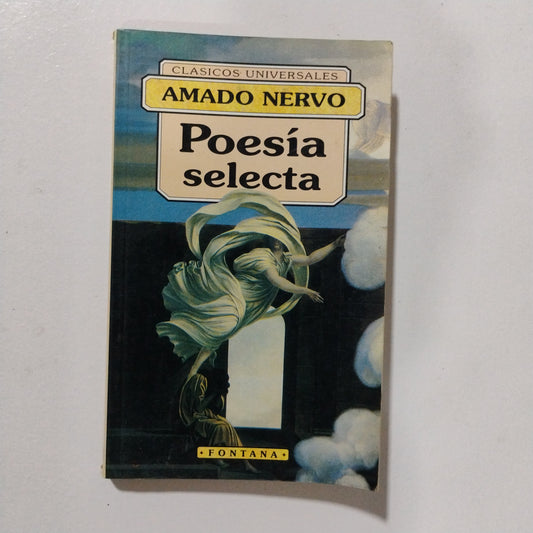 CLASICOS UNIVERSALES
AMADO NERVO
Poesía
selecta
• FONTANA •